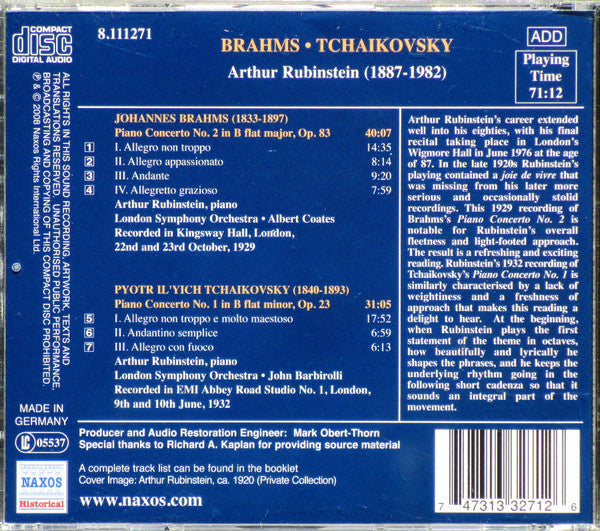 COMPACT
disc
DIGITAL AUDIO
8.111271
BRAHMS • TCHAIKOVSKY
Arthur Rubinstein (1887-1982)
ADD
Playing
Time
71:12
ALL RIGHTS IN THIS SOUND RECORDING, ARTWORK, TEXTS AND
TRANSLATIONS RESERVED. UNAUTHORISED PUBLIC PERFORMANCE,
BROADCASTING AND COPYING OF THIS COMPACT DISC PROHIBITED.
℗ & © 2008 Naxos Rights International Ltd.
JOHANNES BRAHMS (1833-1897)
Piano Concerto No. 2 in B flat major, Op. 83 40:07
1 I. Allegro non troppo 14:35
2 II. Allegro appassionato 8:14
3 III. Andante 9:20
4 IV. Allegretto grazioso 7:59
Arthur Rubinstein, piano
London Symphony Orchestra • Albert Coates
Recorded in Kingsway Hall, London,
22nd and 23rd October, 1929
PYOTR IL'YICH TCHAIKOVSKY (1840-1893)
Piano Concerto No. 1 in B flat minor, Op. 23 31:05
5 I. Allegro non troppo e molto maestoso 17:52
6 II. Andantino semplice 6:59
7 III. Allegro con fuoco 6:13
Arthur Rubinstein, piano
London Symphony Orchestra • John Barbirolli
Recorded in EMI Abbey Road Studio No. 1, London,
9th and 10th June, 1932
Arthur Rubinstein's career extended
well into his eighties, with his final
recital taking place in London's
Wigmore Hall in June 1976 at the age
of 87. In the late 1920s Rubinstein's
playing contained a joie de vivre that
was missing from his later more
serious and occasionally stolid
recordings. This 1929 recording of
Brahms's Piano Concerto No. 2 is
notable for Rubinstein's overall
fleetness and light-footed approach.
The result is a refreshing and exciting
reading. Rubinstein's 1932 recording of
Tchaikovsky's Piano Concerto No. 1 is
similarly characterised by a lack of
weightiness and a freshness of
approach that makes this reading a
delight to hear. At the beginning,
when Rubinstein plays the first
statement of the theme in octaves,
how beautifully and lyrically he
shapes the phrases, and he keeps the
underlying rhythm going in the
following short cadenza so that it
sounds an integral part of the
movement.
MADE IN
GERMANY
LC 05537
Producer and Audio Restoration Engineer: Mark Obert-Thorn
Special thanks to Richard A. Kaplan for providing source material
NAXOS
Historical
A complete track list can be found in the booklet
Cover Image: Arthur Rubinstein, ca. 1920 (Private Collection)
www.naxos.com
7 47313 32712 6